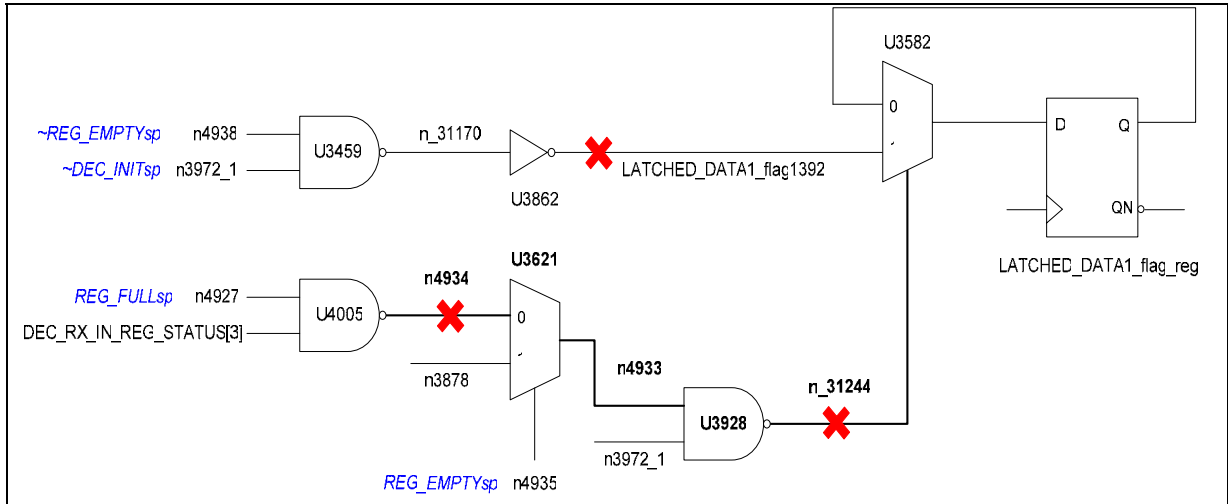 U3582
~REG_EMPTYsp n4938
~DEC_INITsp n3972_1
U3459
n_31170
U3862
LATCHED_DATA1_flag1392
0
D Q
QN
LATCHED_DATA1_flag_reg
REG_FULLsp n4927
DEC_RX_IN_REG_STATUS[3]
U4005
n4934
U3621
0
n3878
n4933
n_31244
U3928
n3972_1
REG_EMPTYsp n4935